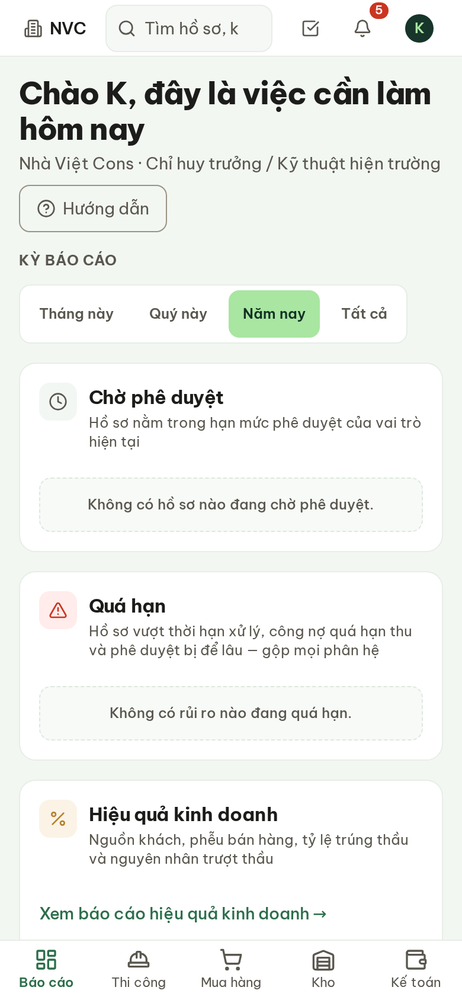 NVC
Tìm hồ sơ, k
5
K
Chào K, đây là việc cần làm
hôm nay
Nhà Việt Cons · Chỉ huy trưởng / Kỹ thuật hiện trường
Hướng dẫn
KỲ BÁO CÁO
Tháng này Quý này Năm nay Tất cả
Chờ phê duyệt
Hồ sơ nằm trong hạn mức phê duyệt của vai trò
hiện tại
Không có hồ sơ nào đang chờ phê duyệt.
Quá hạn
Hồ sơ vượt thời hạn xử lý, công nợ quá hạn thu
và phê duyệt bị để lâu — gộp mọi phân hệ
Không có rủi ro nào đang quá hạn.
Hiệu quả kinh doanh
Nguồn khách, phễu bán hàng, tỷ lệ trúng thầu
và nguyên nhân trượt thầu
Xem báo cáo hiệu quả kinh doanh →
Báo cáo Thi công Mua hàng Kho Kế toán